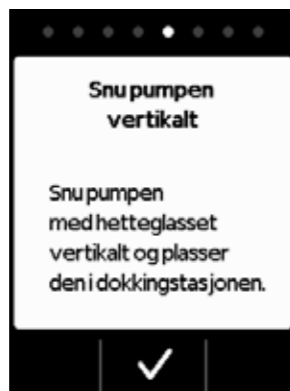 Snu pumpen
vertikalt
Snu pumpen
med hetteglasset
vertikalt og plasser
den i dokkingstasjonen.